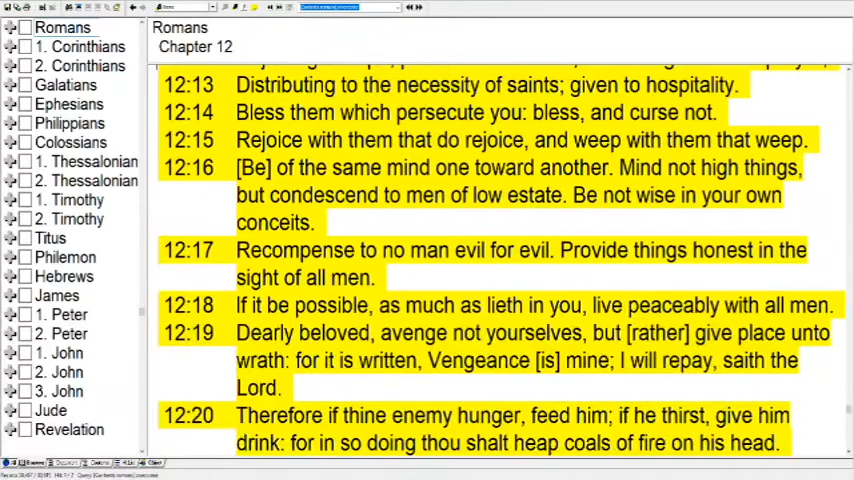 Romans
1. Corinthians
2. Corinthians
Galatians
Ephesians
Philippians
Colossians
1. Thessalonian
2. Thessalonian
1. Timothy
2. Timothy
Titus
Philemon
Hebrews
James
1. Peter
2. Peter
1. John
2. John
3. John
Jude
Revelation
Romans
Chapter 12
12:13 Distributing to the necessity of saints; given to hospitality.
12:14 Bless them which persecute you: bless, and curse not.
12:15 Rejoice with them that do rejoice, and weep with them that weep.
12:16 [Be] of the same mind one toward another. Mind not high things,
but condescend to men of low estate. Be not wise in your own
conceits.
12:17 Recompense to no man evil for evil. Provide things honest in the
sight of all men.
12:18 If it be possible, as much as lieth in you, live peaceably with all men.
12:19 Dearly beloved, avenge not yourselves, but [rather] give place unto
wrath: for it is written, Vengeance [is] mine; I will repay, saith the
Lord.
12:20 Therefore if thine enemy hunger, feed him; if he thirst, give him
drink: for in so doing thou shalt heap coals of fire on his head.